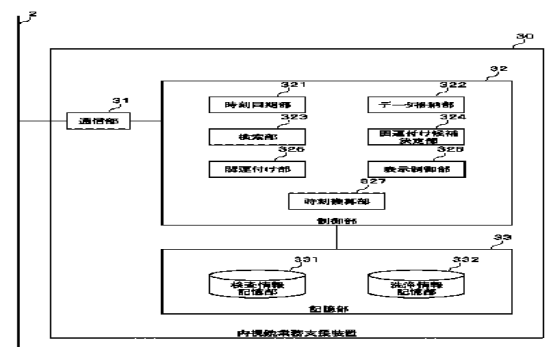 2
30
32
31
通信部
321
時刻同期部
322
データ格納部
323
検索部
324
関連付け候補
決定部
326
関連付け部
325
表示制御部
327
時刻換算部
制御部
33
331
検査情報
記憶部
332
洗浄情報
記憶部
記憶部
内視鏡業務支援装置